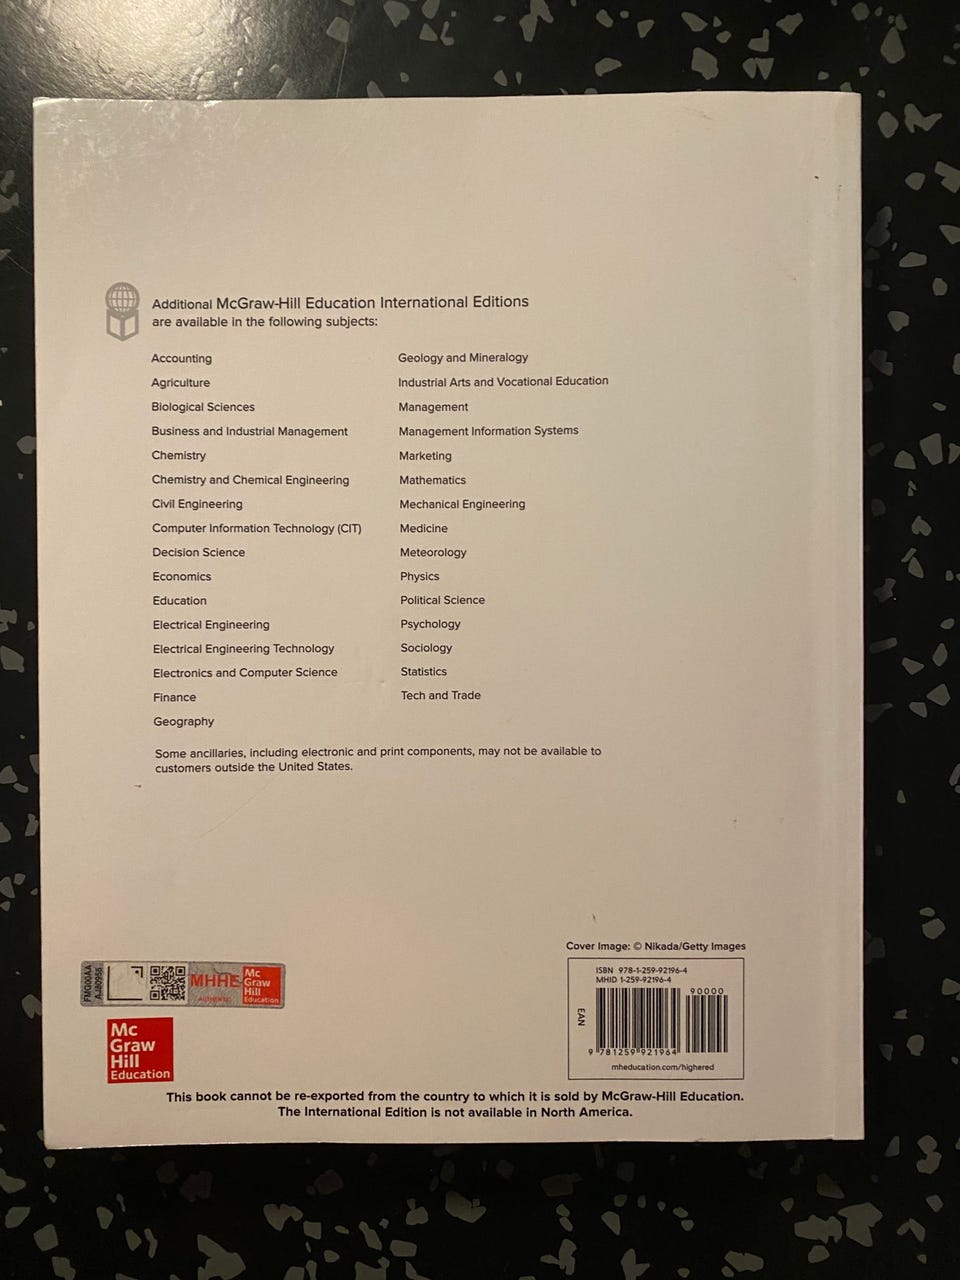 Additional McGraw-Hill Education International Editions
are available in the following subjects:
Accounting
Agriculture
Biological Sciences
Business and Industrial Management
Chemistry
Chemistry and Chemical Engineering
Civil Engineering
Computer Information Technology (CIT)
Decision Science
Economics
Education
Electrical Engineering
Electrical Engineering Technology
Electronics and Computer Science
Finance
Geography
Geology and Mineralogy
Industrial Arts and Vocational Education
Management
Management Information Systems
Marketing
Mathematics
Mechanical Engineering
Medicine
Meteorology
Physics
Political Science
Psychology
Sociology
Statistics
Tech and Trade
Some ancillaries, including electronic and print components, may not be available to
customers outside the United States.
Cover Image: © Nikada/Getty Images
ISBN 978-1-259-92196-4
MHID 1-259-92196-4
90000
EAN
9 781259 921964
mheducation.com/highered
MHHE
Mc
Graw
Hill
Education
Mc
Graw
Hill
Education
This book cannot be re-exported from the country to which it is sold by McGraw-Hill Education.
The International Edition is not available in North America.